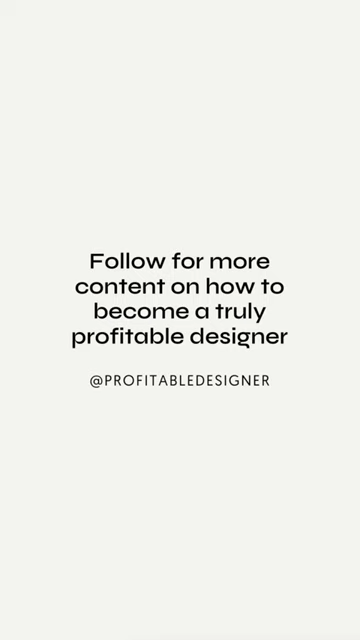 Follow for more
content on how to
become a truly
profitable designer
@PROFITABLEDESIGNER